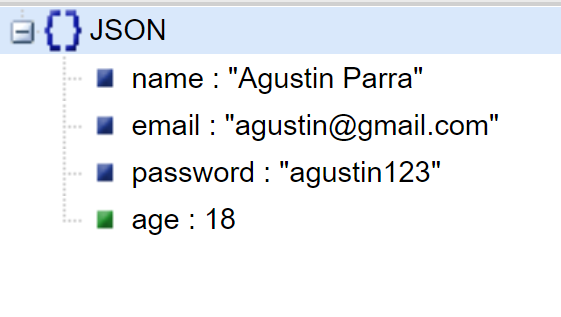 JSON
name : "Agustin Parra"
email : "agustin@gmail.com"
password : "agustin123"
age : 18